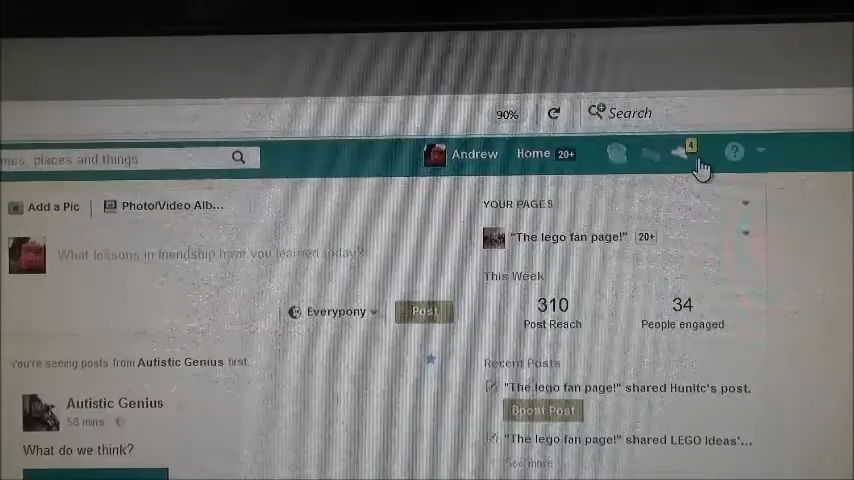 90%
Search
mes, places and things
Andrew
Home 20+
4
?
Add a Pic
Photo/Video Alb...
YOUR PAGES
"The lego fan page!" 20+
What lessons in friendship have you learned today?
This Week
310
34
Post Reach
People engaged
Everypony
Post
You're seeing posts from Autistic Genius first.
Recent Posts
"The lego fan page!" shared HunItc's post.
Boost Post
Autistic Genius
58 mins
"The lego fan page!" shared LEGO Ideas'...
What do we think?
See more